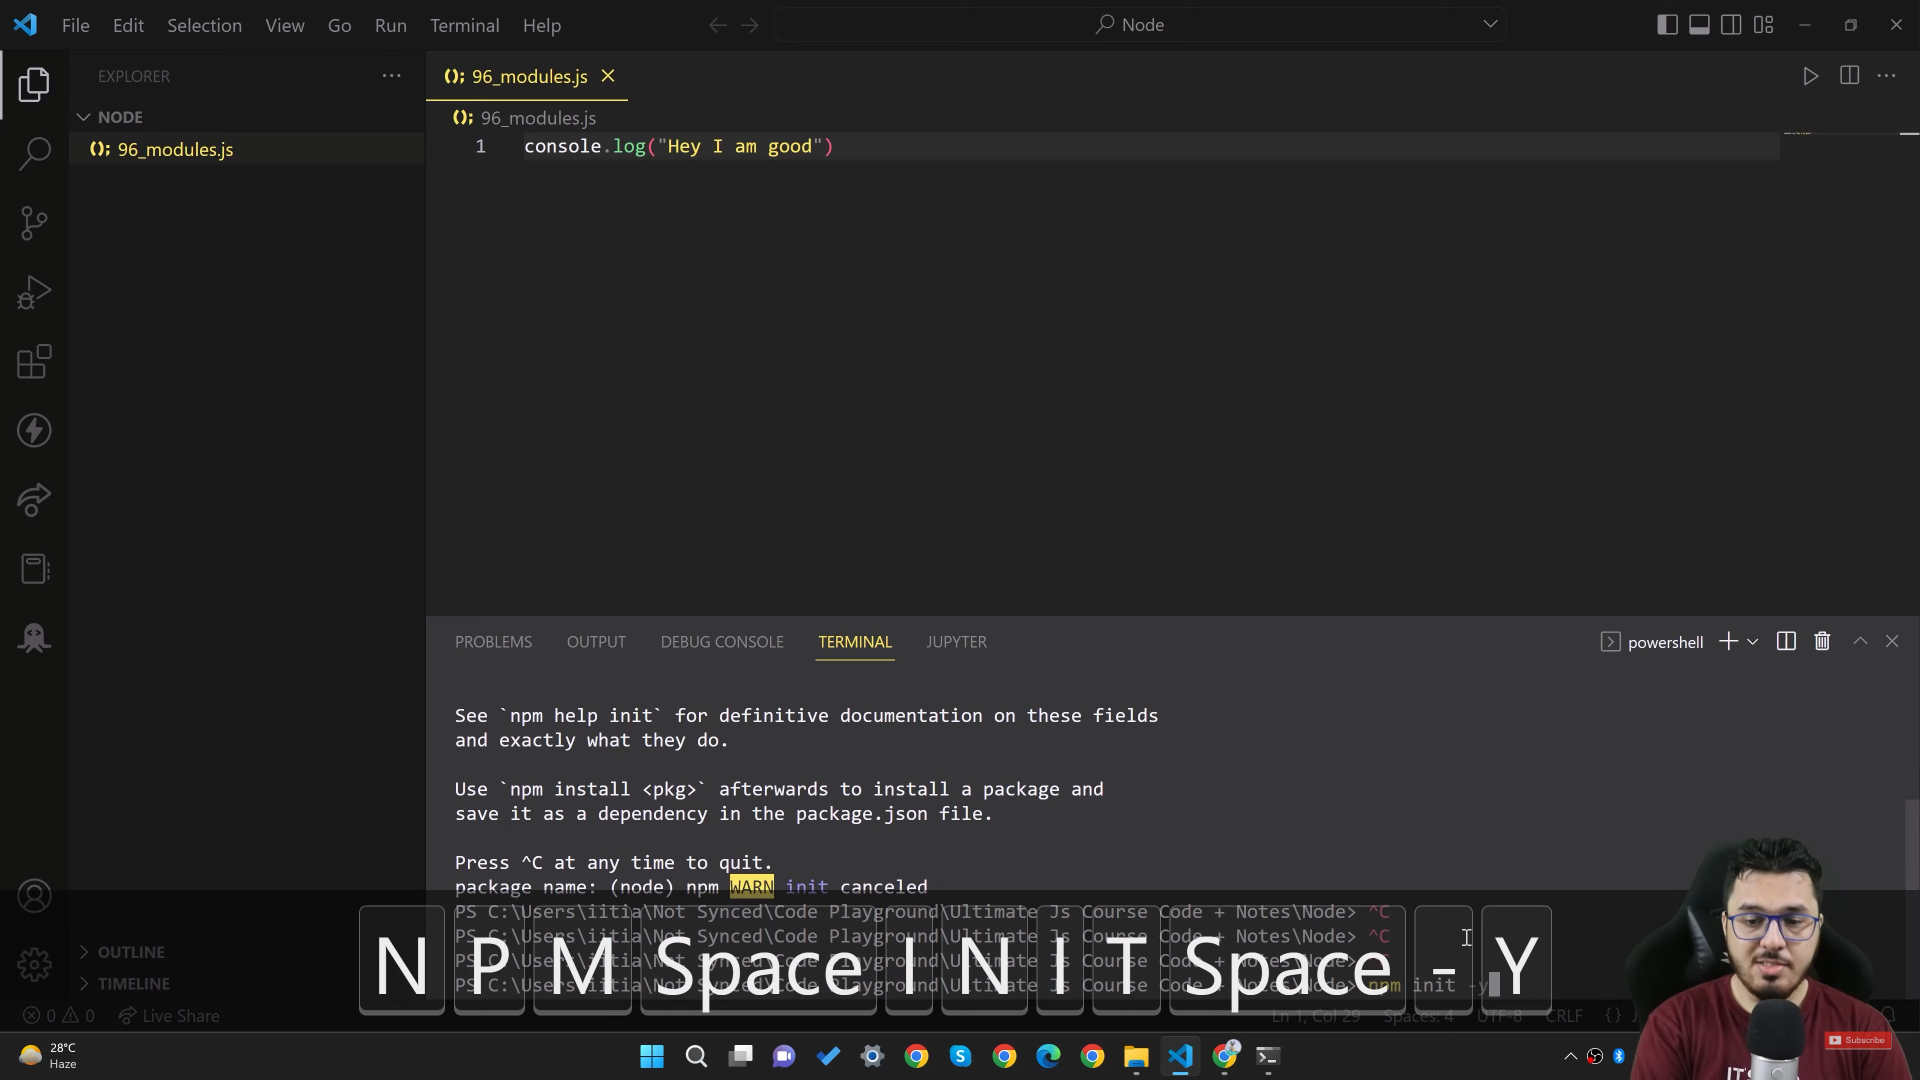 File Edit Selection View Go Run Terminal Help
Node
EXPLORER
NODE
96_modules.js
OUTLINE
TIMELINE
96_modules.js
96_modules.js
1 console.log("Hey I am good")
PROBLEMS OUTPUT DEBUG CONSOLE TERMINAL JUPYTER
powershell
See `npm help init` for definitive documentation on these fields
and exactly what they do.
Use `npm install <pkg>` afterwards to install a package and
save it as a dependency in the package.json file.
Press ^C at any time to quit.
package name: (node) npm WARN init canceled
PS C:\Users\iitia\Not Synced\Code Playground\Ultimate Js Course Code + Notes\Node> ^C
PS C:\Users\iitia\Not Synced\Code Playground\Ultimate Js Course Code + Notes\Node> ^C
PS C:\Users\iitia\Not Synced\Code Playground\Ultimate Js Course Code + Notes\Node>
PS C:\Users\iitia\Not Synced\Code Playground\Ultimate Js Course Code + Notes\Node> npm init -y
N P M Space I N I T Space - Y
0 0 Live Share
Ln 1, Col 29 Spaces: 4 UTF-8 CRLF
28°C
Haze
Subscribe